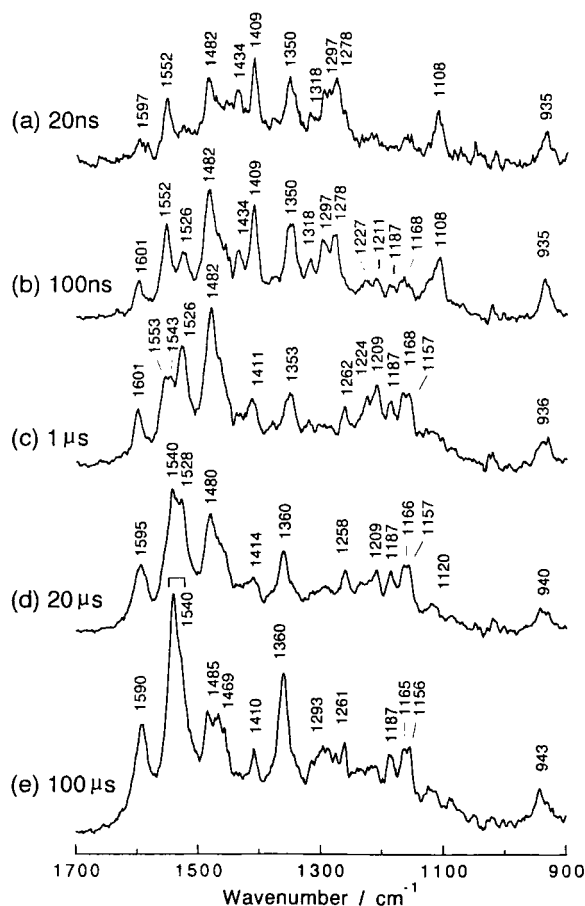 1597 1552 1482 1434 1409 1350 1318 1297 1278 1108 935
(a) 20ns
1601 1552 1526 1482 1434 1409 1350 1318 1297 1278 1227 1211 1187 1168 1108 935
(b) 100ns
1601 1553 1543 1526 1482 1411 1353 1262 1224 1209 1187 1168 1157 936
(c) 1 μs
1595 1540 1528 1480 1414 1360 1258 1209 1187 1166 1157 1120 940
(d) 20 μs
1590 1540 1485 1469 1410 1360 1293 1261 1187 1165 1156 943
(e) 100 μs
1700 1500 1300 1100 900
Wavenumber / cm⁻¹